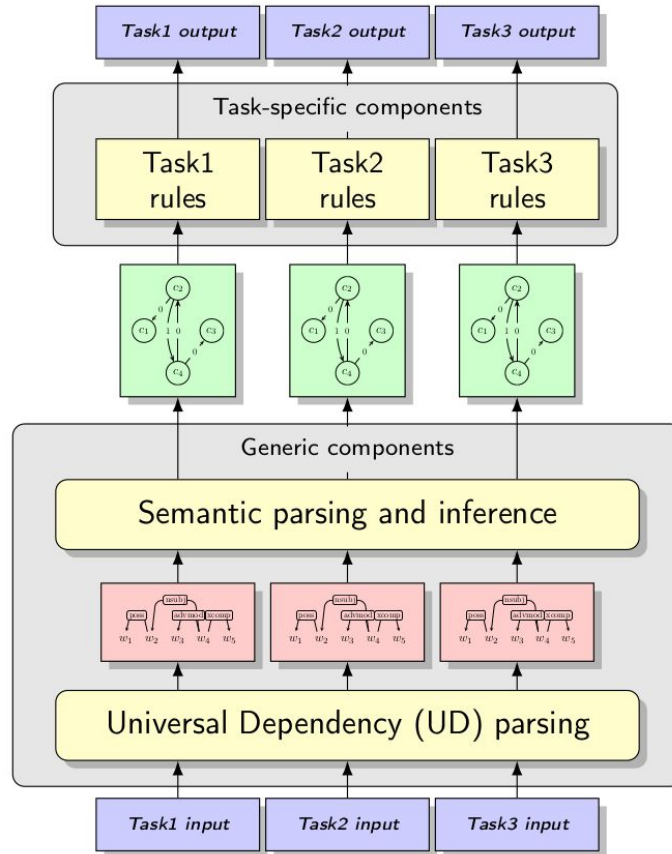 Task1 output Task2 output Task3 output
Task-specific components
Task1 Task2 Task3
rules rules rules
c2 c2 c2
0 0 0
c1 1 0 c3 c1 1 0 c3 c1 1 0 c3
0 0 0
c4 c4 c4
Generic components
Semantic parsing and inference
nsubj nsubj nsubj
poss advmod xcomp poss advmod xcomp poss advmod xcomp
w1 w2 w3 w4 w5 w1 w2 w3 w4 w5 w1 w2 w3 w4 w5
Universal Dependency (UD) parsing
Task1 input Task2 input Task3 input